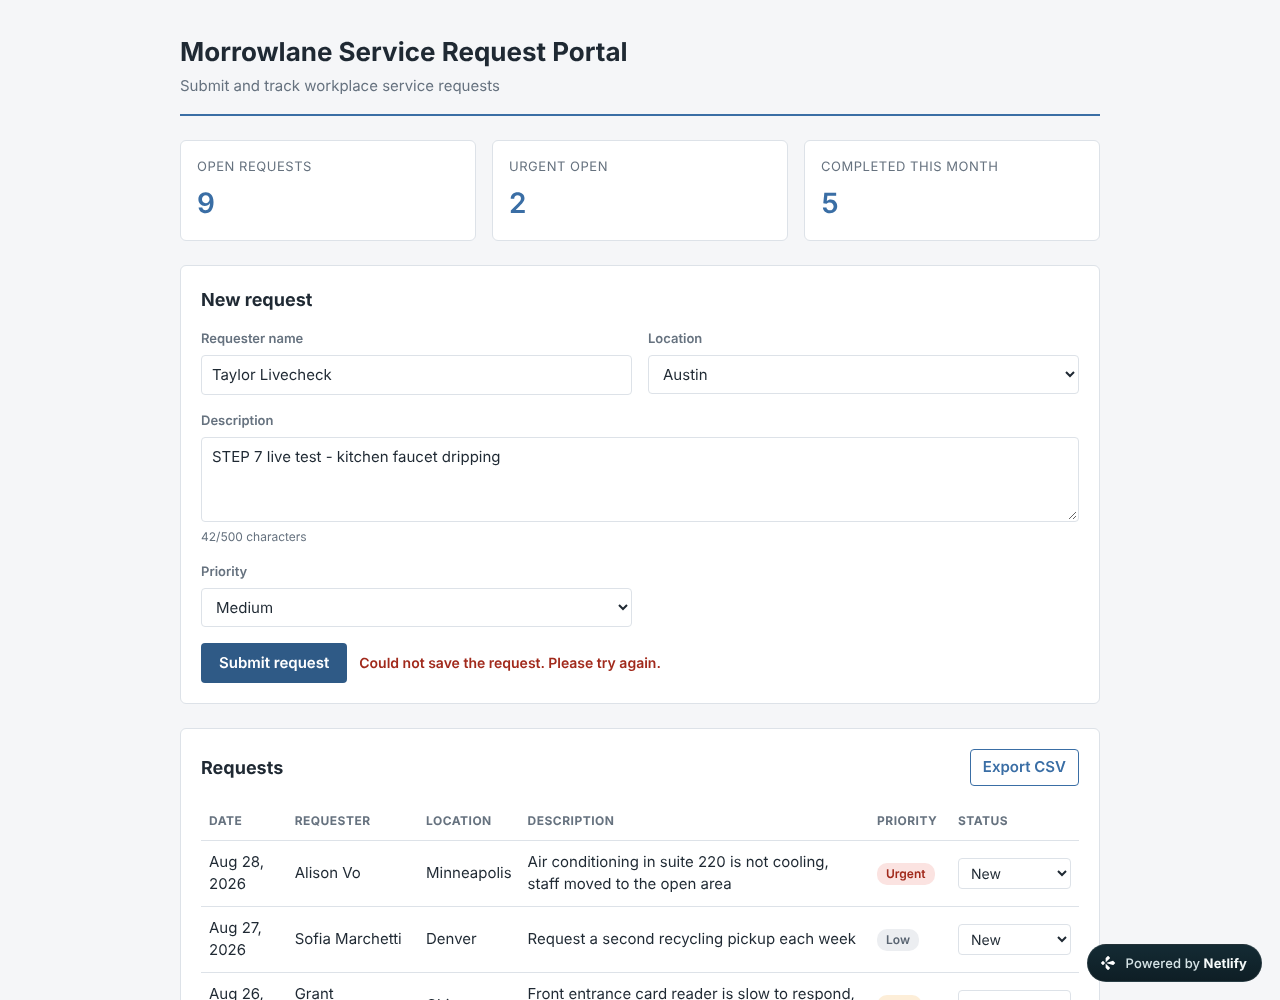 Morrowlane Service Request Portal
Submit and track workplace service requests
OPEN REQUESTS
9
URGENT OPEN
2
COMPLETED THIS MONTH
5
New request
Requester name
Taylor Livecheck
Location
Austin
Description
STEP 7 live test - kitchen faucet dripping
42/500 characters
Priority
Medium
Submit request
Could not save the request. Please try again.
Requests
Export CSV
DATE REQUESTER LOCATION DESCRIPTION PRIORITY STATUS
Aug 28,
2026
Alison Vo
Minneapolis
Air conditioning in suite 220 is not cooling,
staff moved to the open area
Urgent
New
Aug 27,
2026
Sofia Marchetti
Denver
Request a second recycling pickup each week
Low
New
Aug 26,
Grant
Front entrance card reader is slow to respond,
Powered by Netlify